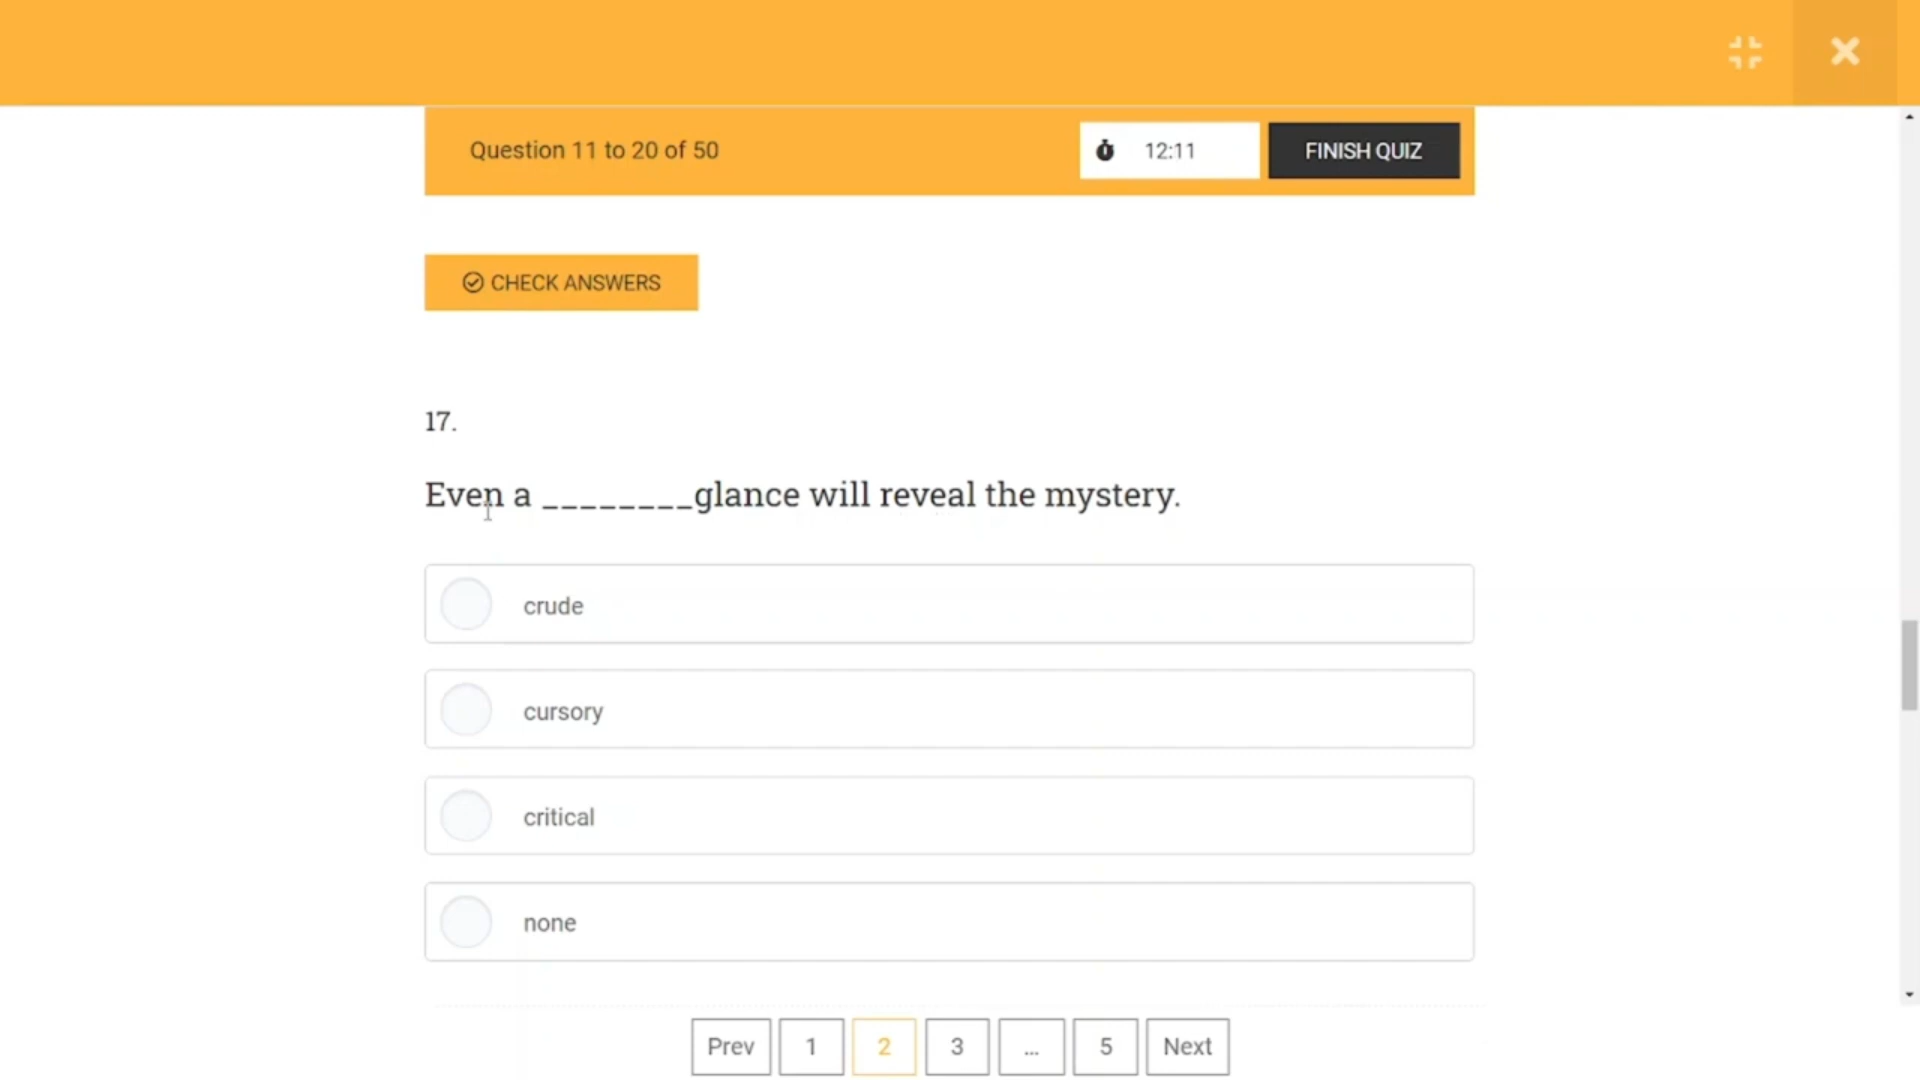 Question 11 to 20 of 50
12:11
FINISH QUIZ
CHECK ANSWERS
17.
Even a ________glance will reveal the mystery.
crude
cursory
critical
none
Prev 1 2 3 ... 5 Next